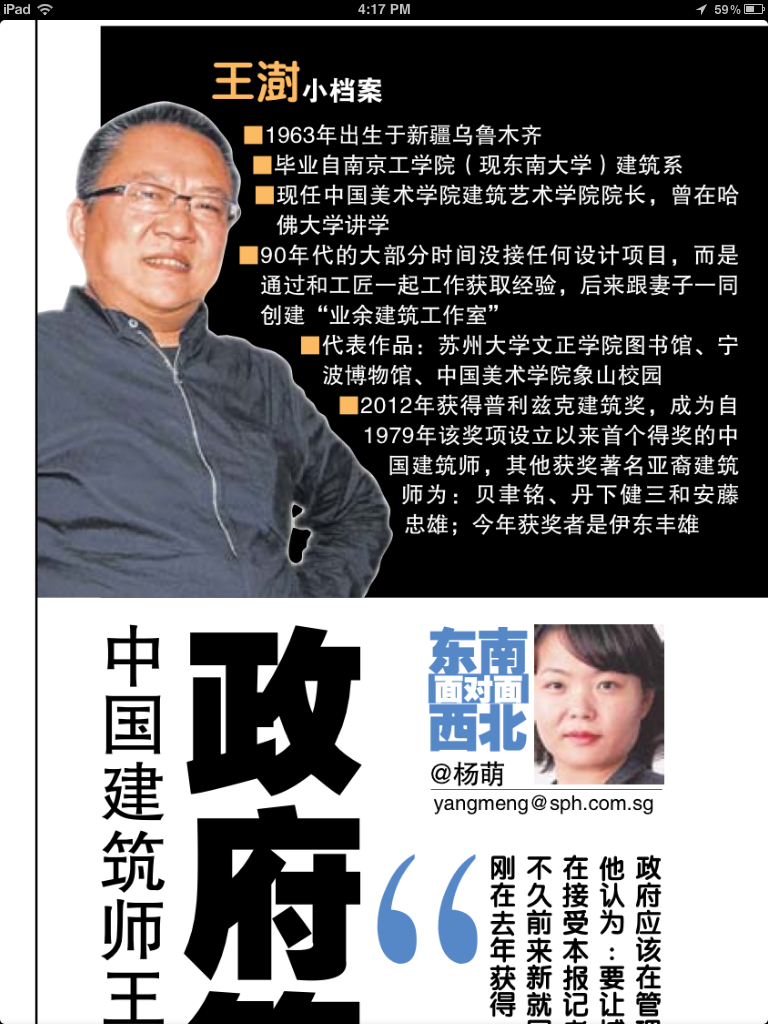 iPad
4:17 PM
59%
王澍小档案
■1963年出生于新疆乌鲁木齐
■毕业自南京工学院（现东南大学）建筑系
■现任中国美术学院建筑艺术学院院长，曾在哈
佛大学讲学
■90年代的大部分时间没接任何设计项目，而是
通过和工匠一起工作获取经验，后来跟妻子一同
创建“业余建筑工作室”
■代表作品：苏州大学文正学院图书馆、宁
波博物馆、中国美术学院象山校园
■2012年获得普利兹克建筑奖，成为自
1979年该奖项设立以来首个得奖的中
国建筑师，其他获奖著名亚裔建筑
师为：贝聿铭、丹下健三和安藤
忠雄；今年获奖者是伊东丰雄
中国建筑师王
政府
东南
面对面
西北
@杨萌
yangmeng@sph.com.sg
“
政府应该在管理
他认为：要让城
在接受本报记者
不久前来新就
刚在去年获得